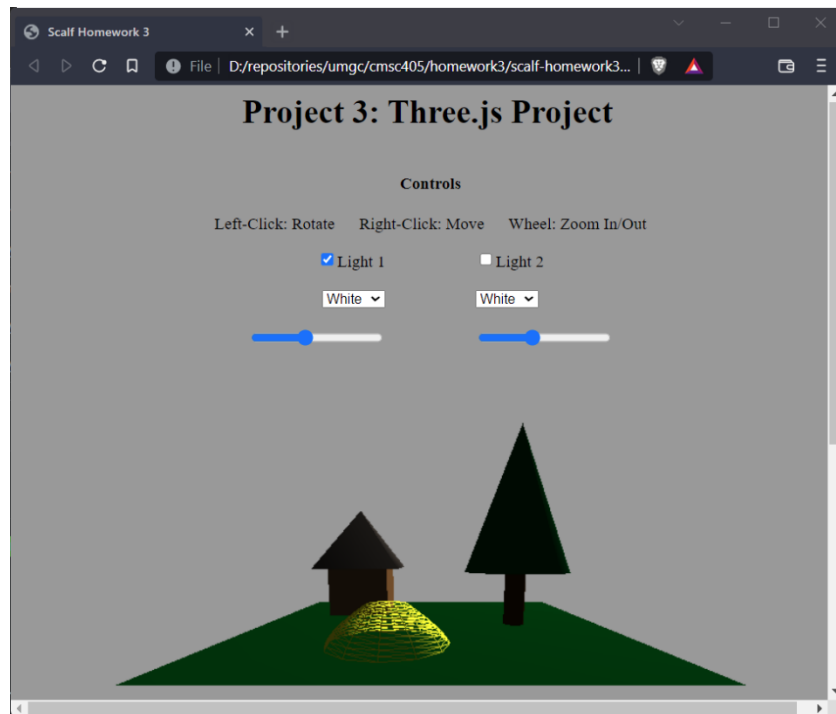 Scalf Homework 3
File | D:/repositories/umgc/cmsc405/homework3/scalf-homework3...
Project 3: Three.js Project
Controls
Left-Click: Rotate Right-Click: Move Wheel: Zoom In/Out
Light 1 Light 2
White White